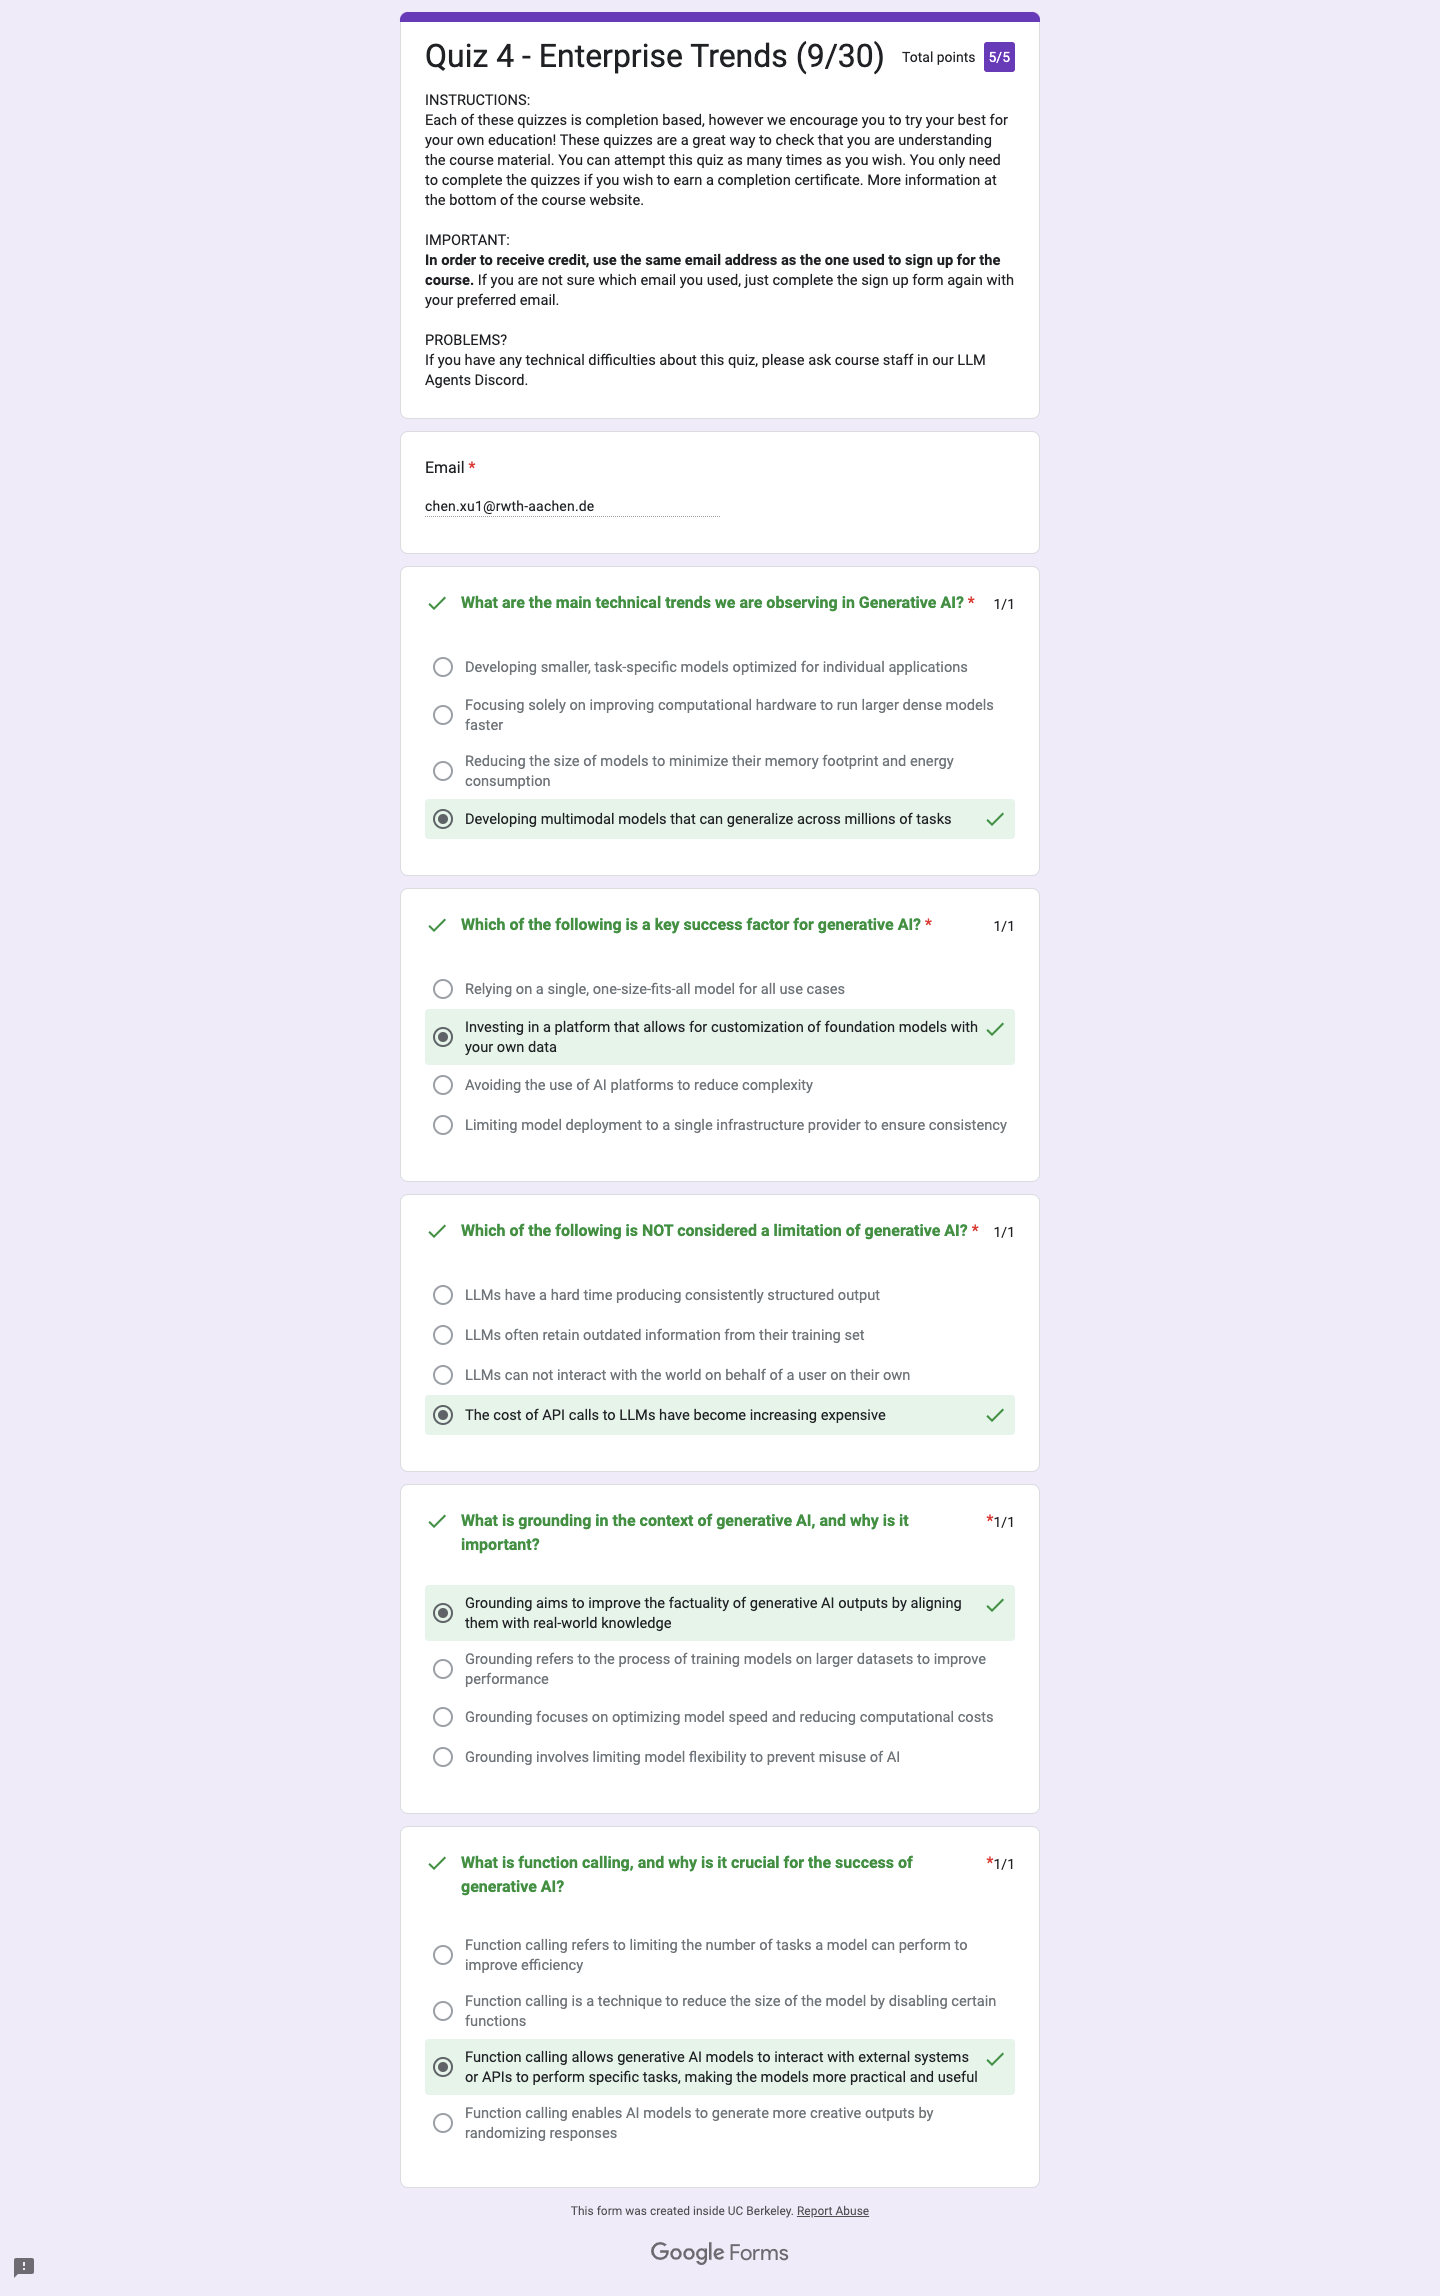 Quiz 4 - Enterprise Trends (9/30) Total points 5/5
INSTRUCTIONS:
Each of these quizzes is completion based, however we encourage you to try your best for
your own education! These quizzes are a great way to check that you are understanding
the course material. You can attempt this quiz as many times as you wish. You only need
to complete the quizzes if you wish to earn a completion certificate. More information at
the bottom of the course website.
IMPORTANT:
In order to receive credit, use the same email address as the one used to sign up for the
course. If you are not sure which email you used, just complete the sign up form again with
your preferred email.
PROBLEMS?
If you have any technical difficulties about this quiz, please ask course staff in our LLM
Agents Discord.
Email *
chen.xu1@rwth-aachen.de
What are the main technical trends we are observing in Generative AI? * 1/1
Developing smaller, task-specific models optimized for individual applications
Focusing solely on improving computational hardware to run larger dense models
faster
Reducing the size of models to minimize their memory footprint and energy
consumption
Developing multimodal models that can generalize across millions of tasks
Which of the following is a key success factor for generative AI? * 1/1
Relying on a single, one-size-fits-all model for all use cases
Investing in a platform that allows for customization of foundation models with
your own data
Avoiding the use of AI platforms to reduce complexity
Limiting model deployment to a single infrastructure provider to ensure consistency
Which of the following is NOT considered a limitation of generative AI? * 1/1
LLMs have a hard time producing consistently structured output
LLMs often retain outdated information from their training set
LLMs can not interact with the world on behalf of a user on their own
The cost of API calls to LLMs have become increasing expensive
What is grounding in the context of generative AI, and why is it *1/1
important?
Grounding aims to improve the factuality of generative AI outputs by aligning
them with real-world knowledge
Grounding refers to the process of training models on larger datasets to improve
performance
Grounding focuses on optimizing model speed and reducing computational costs
Grounding involves limiting model flexibility to prevent misuse of AI
What is function calling, and why is it crucial for the success of *1/1
generative AI?
Function calling refers to limiting the number of tasks a model can perform to
improve efficiency
Function calling is a technique to reduce the size of the model by disabling certain
functions
Function calling allows generative AI models to interact with external systems
or APIs to perform specific tasks, making the models more practical and useful
Function calling enables AI models to generate more creative outputs by
randomizing responses
This form was created inside UC Berkeley. Report Abuse
Google Forms